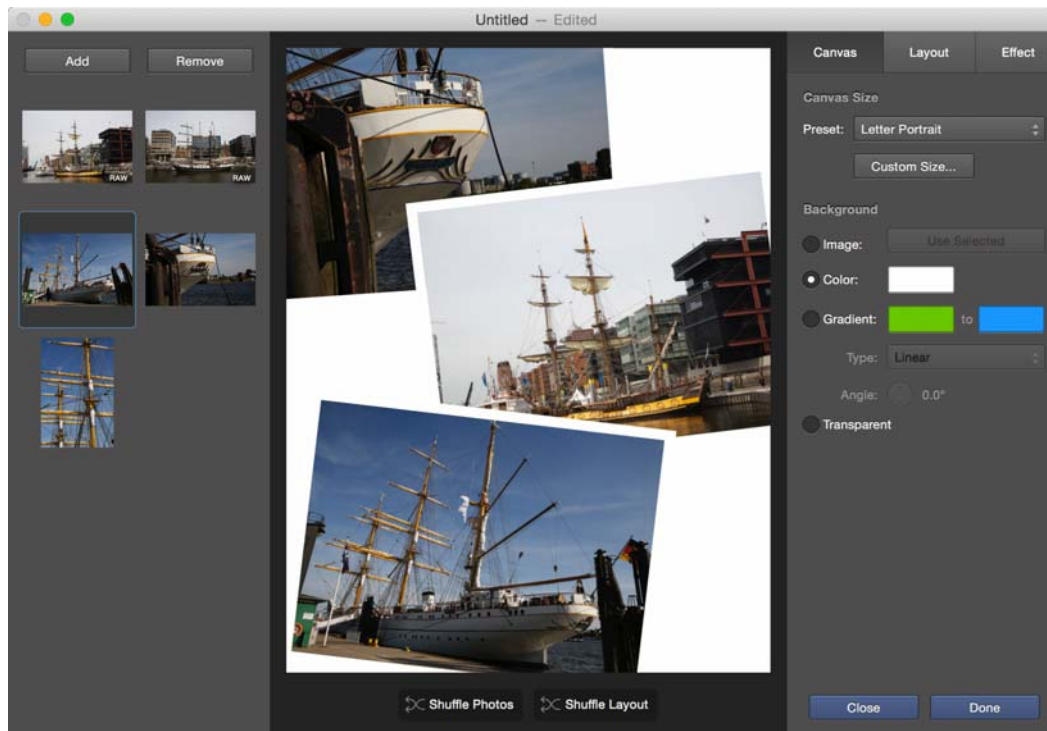 Untitled — Edited
Add
Remove
RAW
RAW
Shuffle Photos
Shuffle Layout
Canvas
Layout
Effect
Canvas Size
Preset: Letter Portrait
Custom Size...
Background
Image: Use Selected
Color:
Gradient: to
Type: Linear
Angle: 0.0°
Transparent
Close
Done